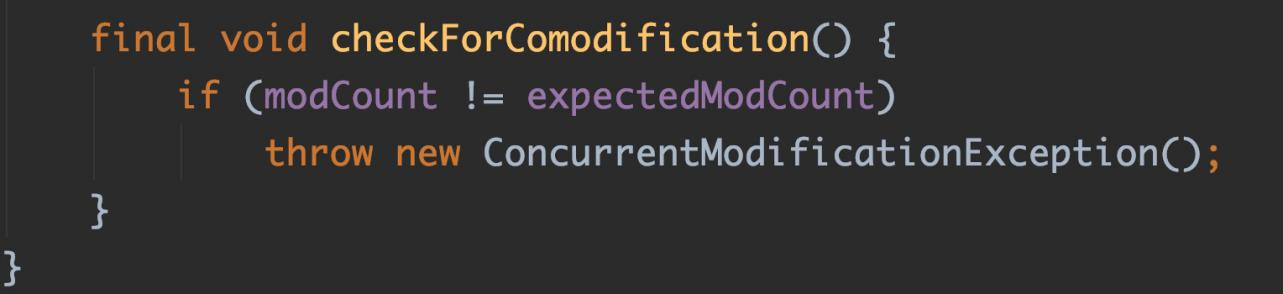 final void checkForComodification() {
if (modCount != expectedModCount)
throw new ConcurrentModificationException();
}
}